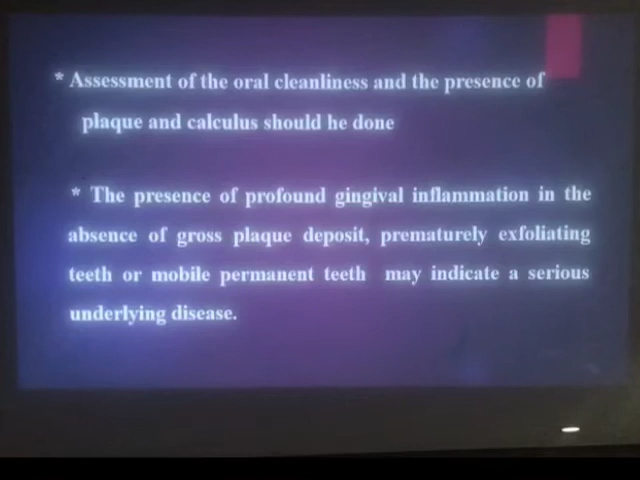 * Assessment of the oral cleanliness and the presence of
plaque and calculus should be done
* The presence of profound gingival inflammation in the
absence of gross plaque deposit, prematurely exfoliating
teeth or mobile permanent teeth may indicate a serious
underlying disease.